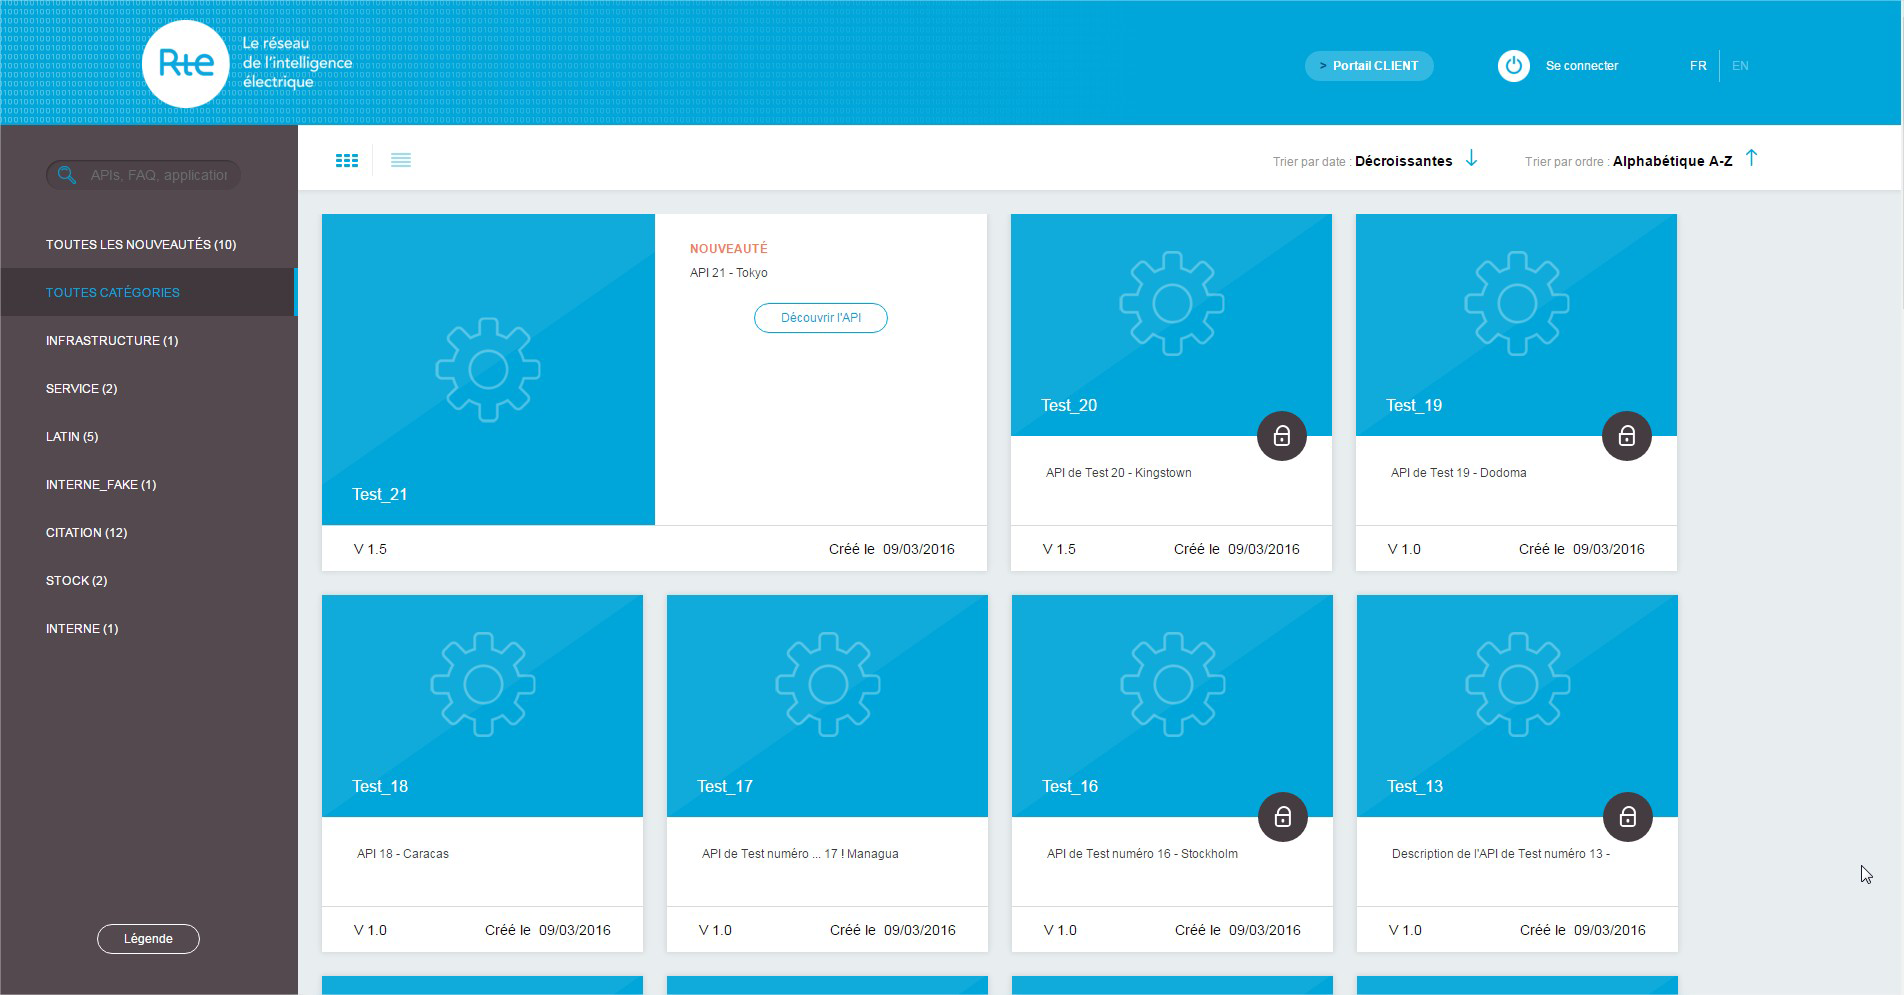 Rte
Le réseau
de l'intelligence
électrique
> Portail CLIENT
Se connecter
FR
EN
APIs, FAQ, application
Trier par date : Décroissantes
Trier par ordre : Alphabétique A-Z
TOUTES LES NOUVEAUTÉS (10)
TOUTES CATÉGORIES
INFRASTRUCTURE (1)
SERVICE (2)
LATIN (5)
INTERNE_FAKE (1)
CITATION (12)
STOCK (2)
INTERNE (1)
Légende
Test_21
NOUVEAUTÉ
API 21 - Tokyo
Découvrir l'API
V 1.5
Créé le 09/03/2016
Test_20
API de Test 20 - Kingstown
V 1.5
Créé le 09/03/2016
Test_19
API de Test 19 - Dodoma
V 1.0
Créé le 09/03/2016
Test_18
API 18 - Caracas
V 1.0
Créé le 09/03/2016
Test_17
API de Test numéro ... 17 ! Managua
V 1.0
Créé le 09/03/2016
Test_16
API de Test numéro 16 - Stockholm
V 1.0
Créé le 09/03/2016
Test_13
Description de l'API de Test numéro 13 -
V 1.0
Créé le 09/03/2016